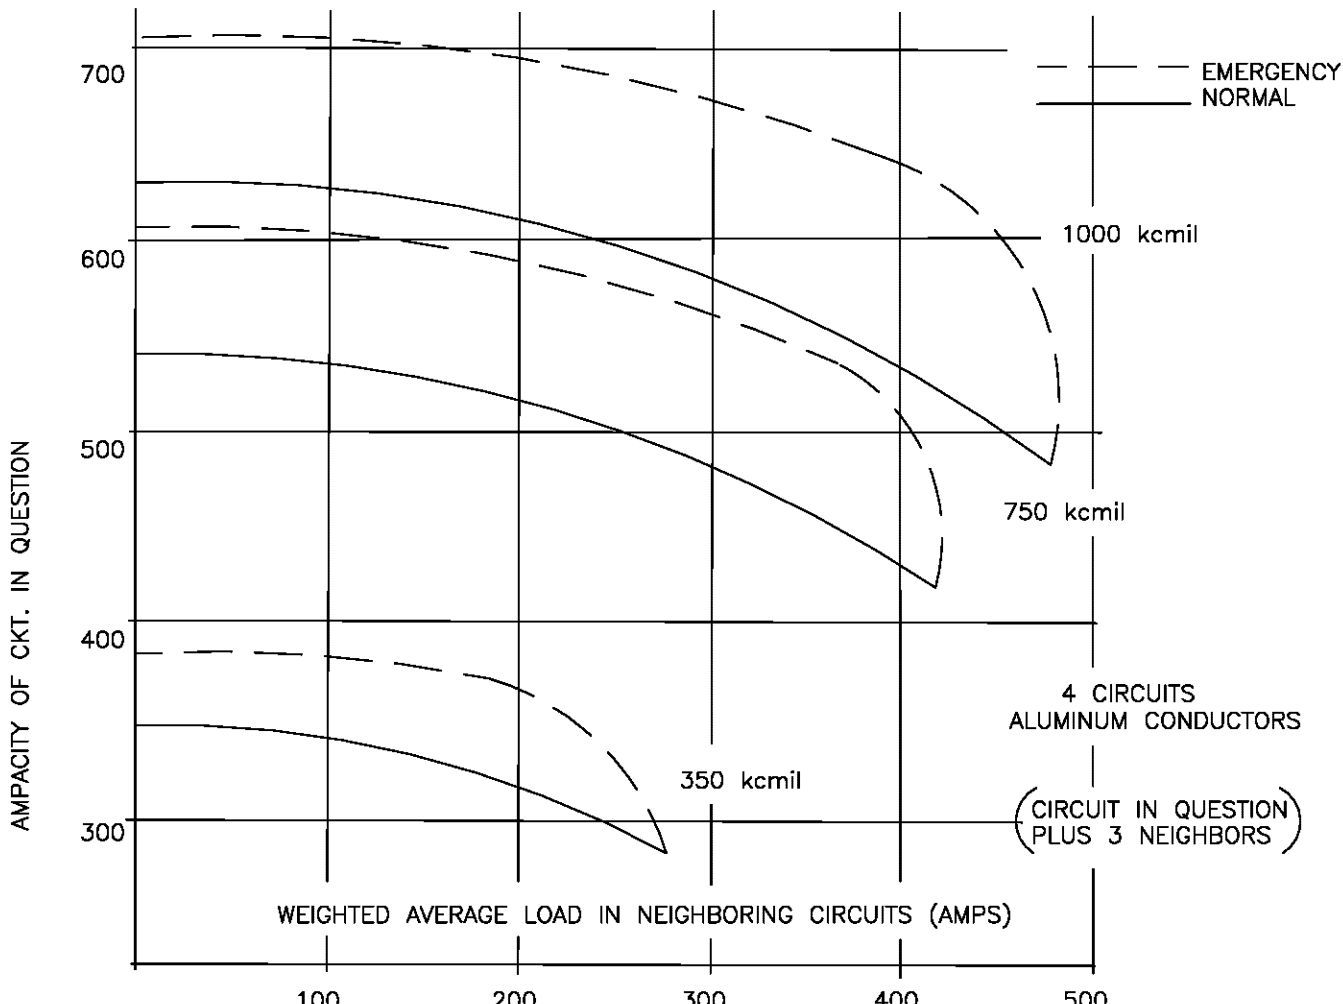 700
EMERGENCY
NORMAL
600
1000 kcmil
500
750 kcmil
AMPACITY OF CKT. IN QUESTION
400
4 CIRCUITS
ALUMINUM CONDUCTORS
350 kcmil
300
(CIRCUIT IN QUESTION
PLUS 3 NEIGHBORS)
WEIGHTED AVERAGE LOAD IN NEIGHBORING CIRCUITS (AMPS)
100 200 300 400 500